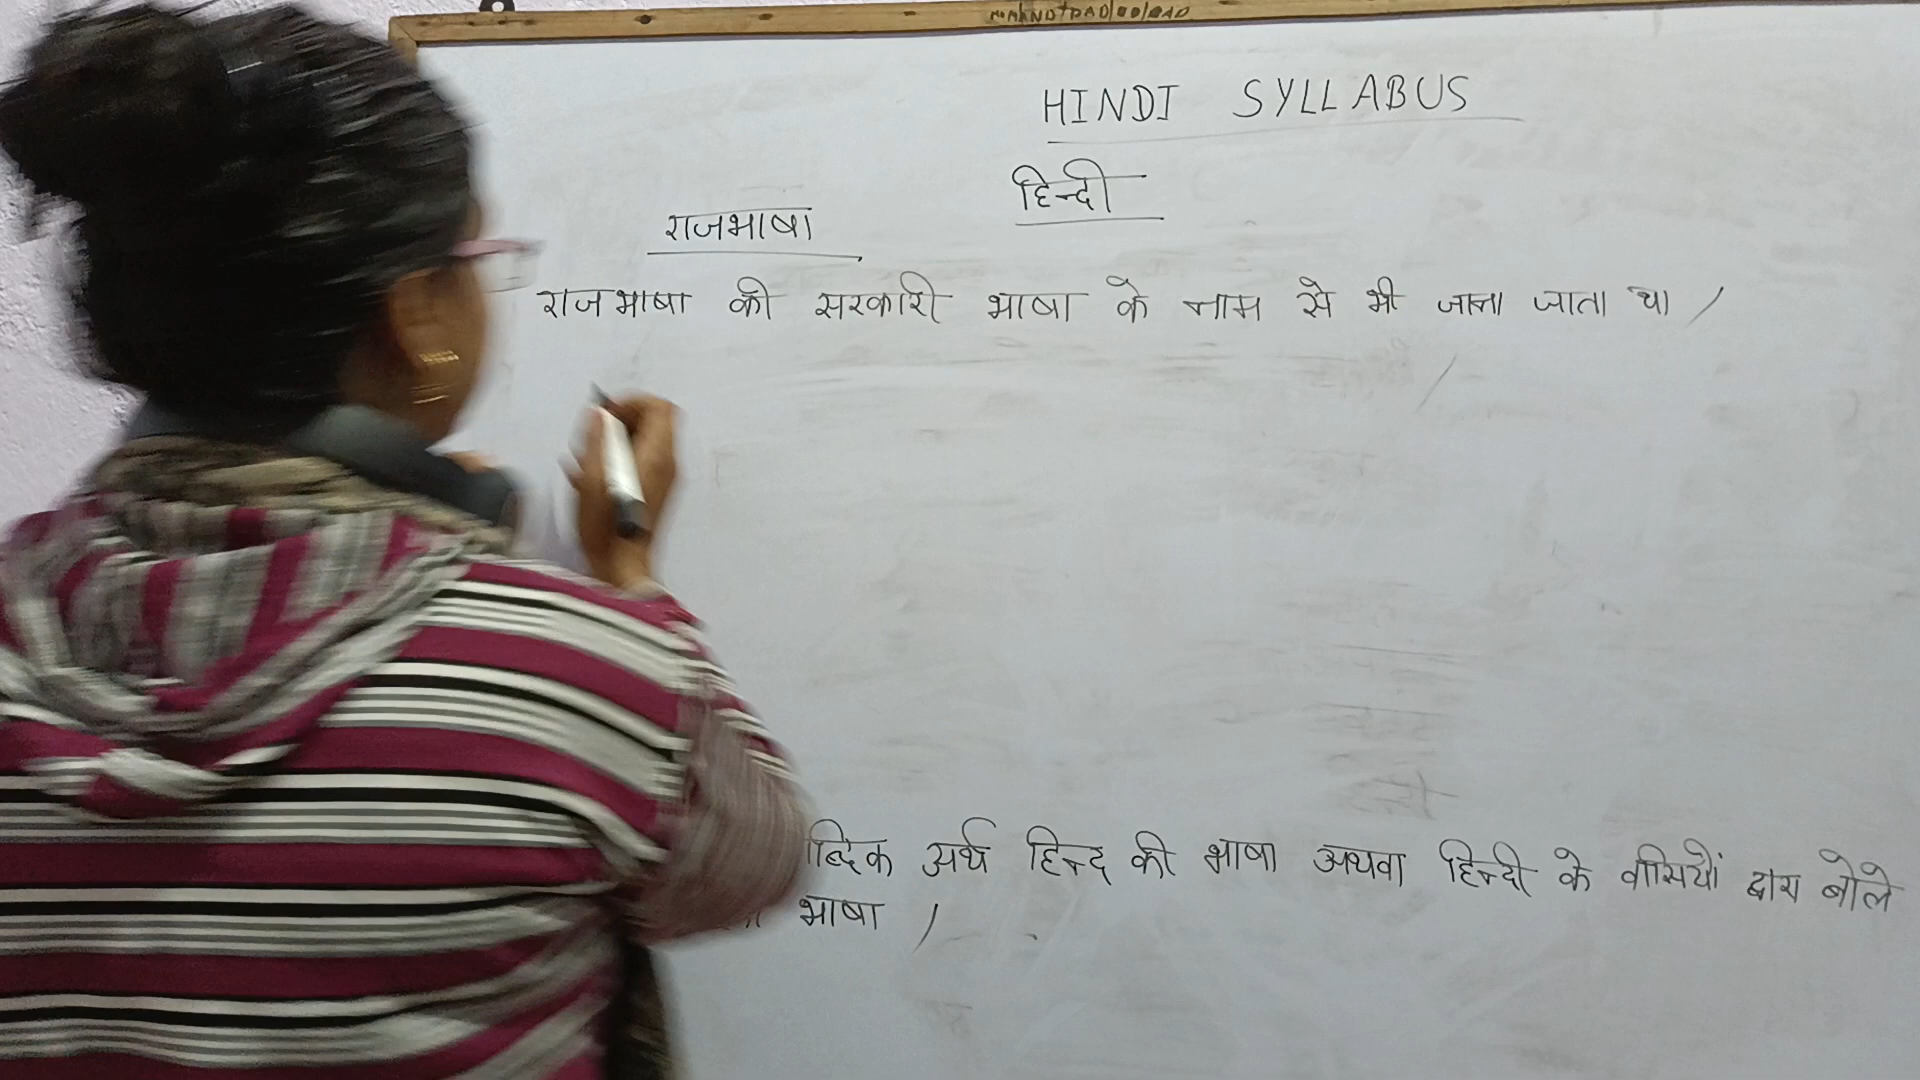 HINDI SYLLABUS
हिन्दी
राजभाषा
राजभाषा को सरकारी भाषा के नाम से भी जाना जाता था /
अर्थ हिन्द की भाषा अथवा हिन्दी के वासियों द्वारा बोले
भाषा /